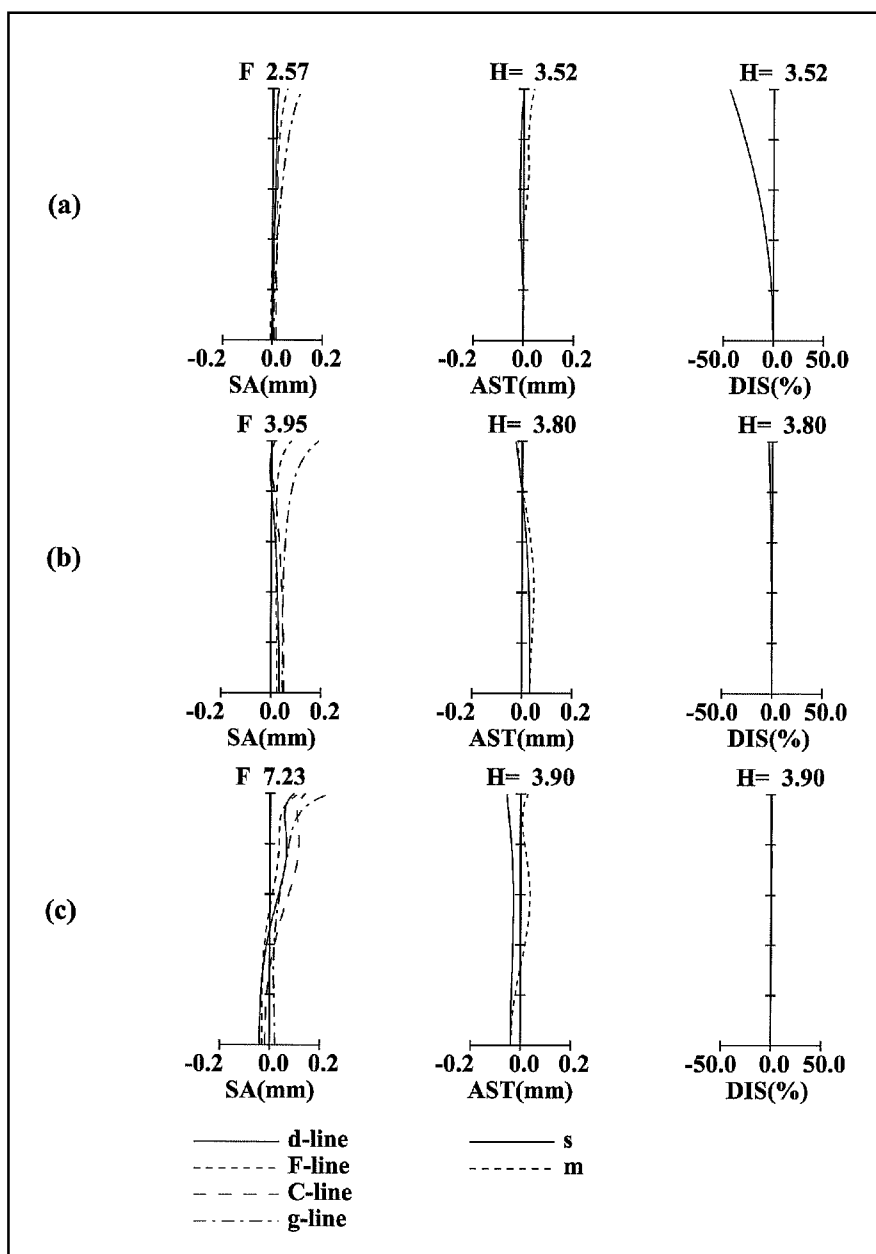 F 2.57 H= 3.52 H= 3.52
(a)
-0.2 0.0 0.2 -0.2 0.0 0.2 -50.0 0.0 50.0
SA(mm) AST(mm) DIS(%)
F 3.95 H= 3.80 H= 3.80
(b)
-0.2 0.0 0.2 -0.2 0.0 0.2 -50.0 0.0 50.0
SA(mm) AST(mm) DIS(%)
F 7.23 H= 3.90 H= 3.90
(c)
-0.2 0.0 0.2 -0.2 0.0 0.2 -50.0 0.0 50.0
SA(mm) AST(mm) DIS(%)
d-line s
F-line m
C-line
g-line